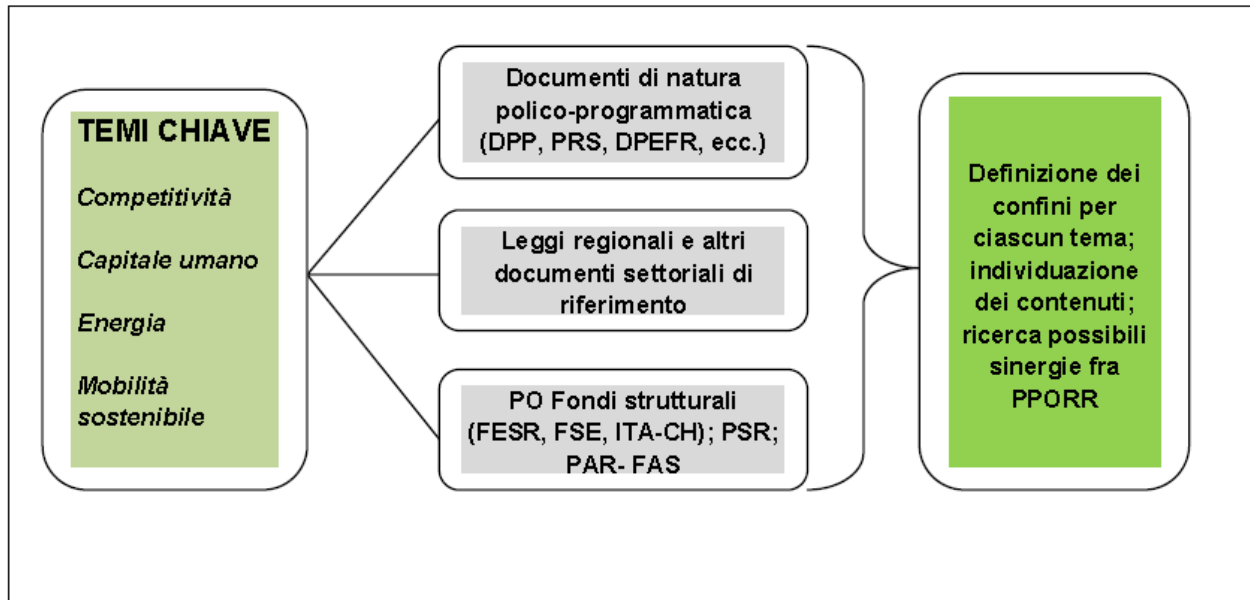 TEMI CHIAVE
Competitività
Capitale umano
Energia
Mobilità
sostenibile
Documenti di natura
polico-programmatica
(DPP, PRS, DPEFR, ecc.)
Leggi regionali e altri
documenti settoriali di
riferimento
PO Fondi strutturali
(FESR, FSE, ITA-CH); PSR;
PAR- FAS
Definizione dei
confini per
ciascun tema;
individuazione
dei contenuti;
ricerca possibili
sinergie fra
PPORR